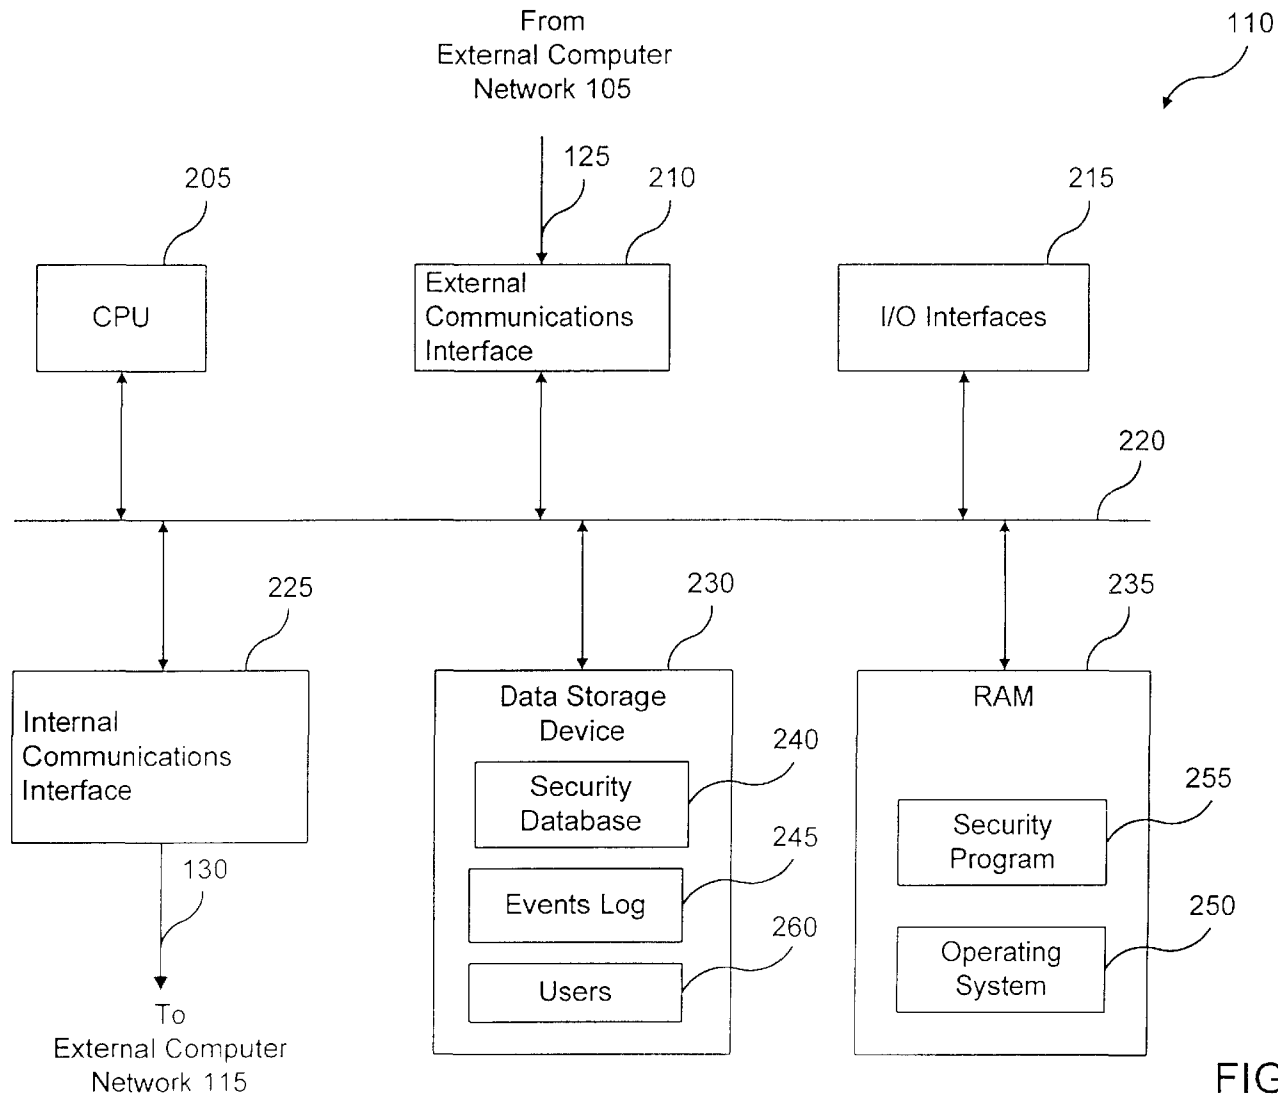 From
External Computer
Network 105
110
125
205
210
215
CPU
External
Communications
Interface
I/O Interfaces
220
225
230
235
Internal
Communications
Interface
Data Storage
Device
RAM
240
Security
Database
255
Security
Program
245
130
Events Log
250
260
Operating
System
Users
To
External Computer
Network 115
FIG